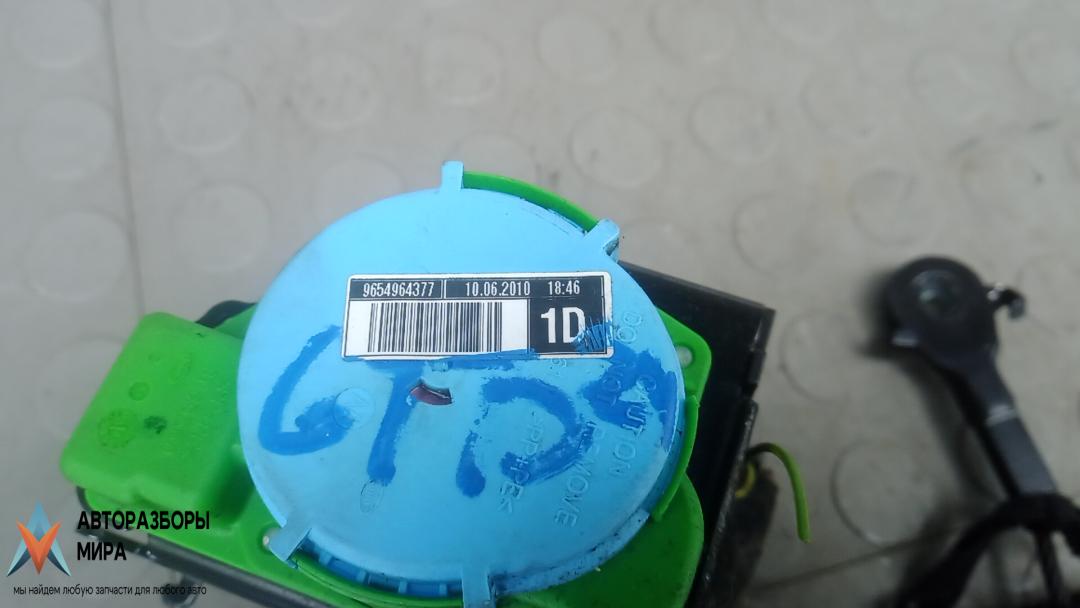 9654964377 10.06.2010 18:46
1D
CAUTION
DO NOT REMOVE
АВТОРАЗБОРЫ
МИРА
мы найдем любую запчасти для любого авто